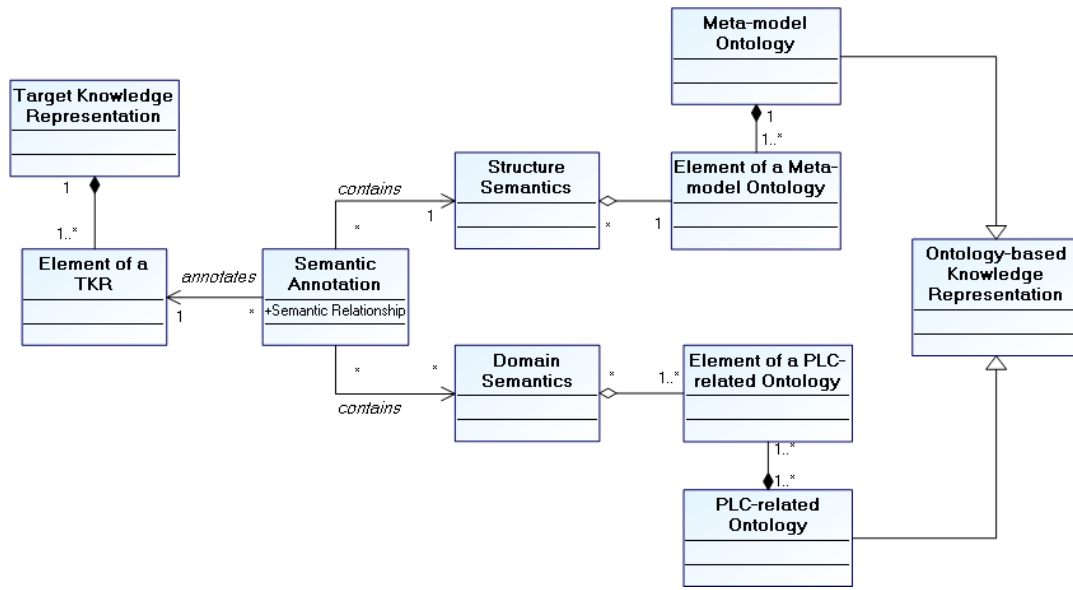 Meta-model
Ontology
Target Knowledge
Representation
1
1..*
1
1..*
Structure
Semantics
Element of a Meta-
model Ontology
contains
1
*
*
1
Element of a
TKR
annotates
1
*
Semantic
Annotation
+Semantic Relationship
Ontology-based
Knowledge
Representation
*
*
contains
Domain
Semantics
*
1..*
Element of a PLC-
related Ontology
1..*
1..*
PLC-related
Ontology